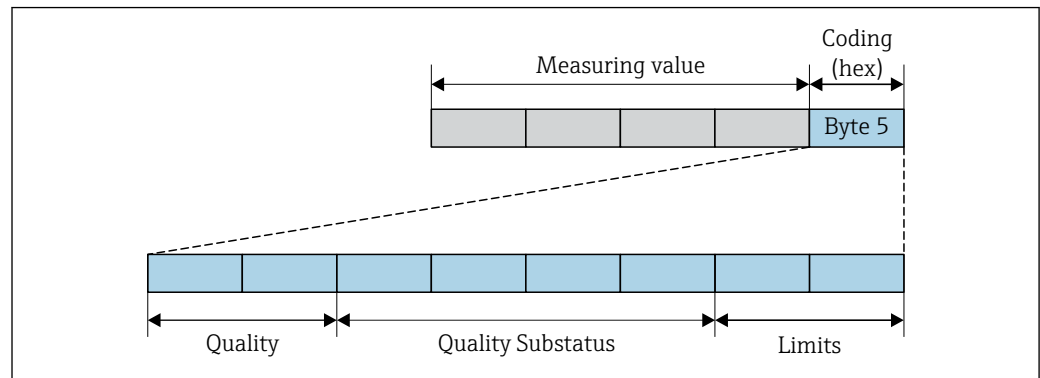 Coding
Measuring value
(hex)
Byte 5
Quality
Quality Substatus
Limits